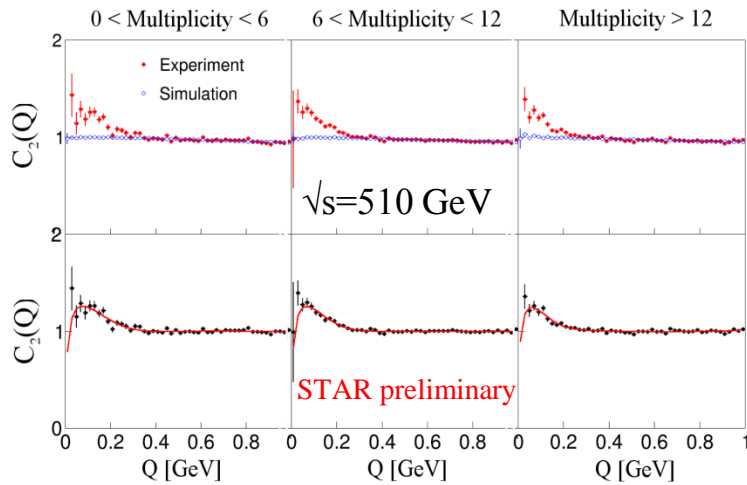 0 < Multiplicity < 6 6 < Multiplicity < 12 Multiplicity > 12
2
Experiment
Simulation
C₂(Q)
1
√s=510 GeV
2
C₂(Q)
1
STAR preliminary
0
0 0.2 0.4 0.6 0.8 0 0.2 0.4 0.6 0.8 0 0.2 0.4 0.6 0.8 1
Q [GeV] Q [GeV] Q [GeV]